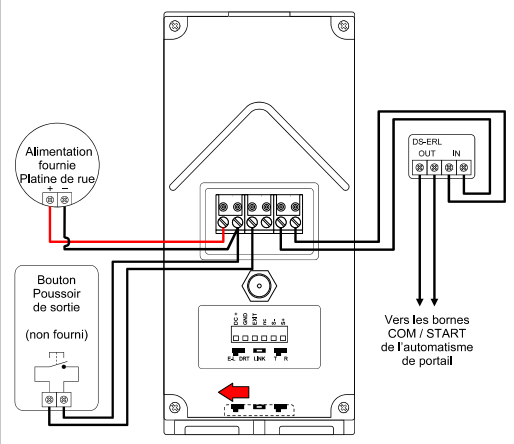 Alimentation
fournie
Platine de rue
+ –
DS-ERL
OUT IN
Bouton
Poussoir
de sortie
(non fourni)
DC +
GND
EXIT
nc
S-
S+
E-L DRT LINK T R
Vers les bornes
COM / START
de l'automatisme
de portail